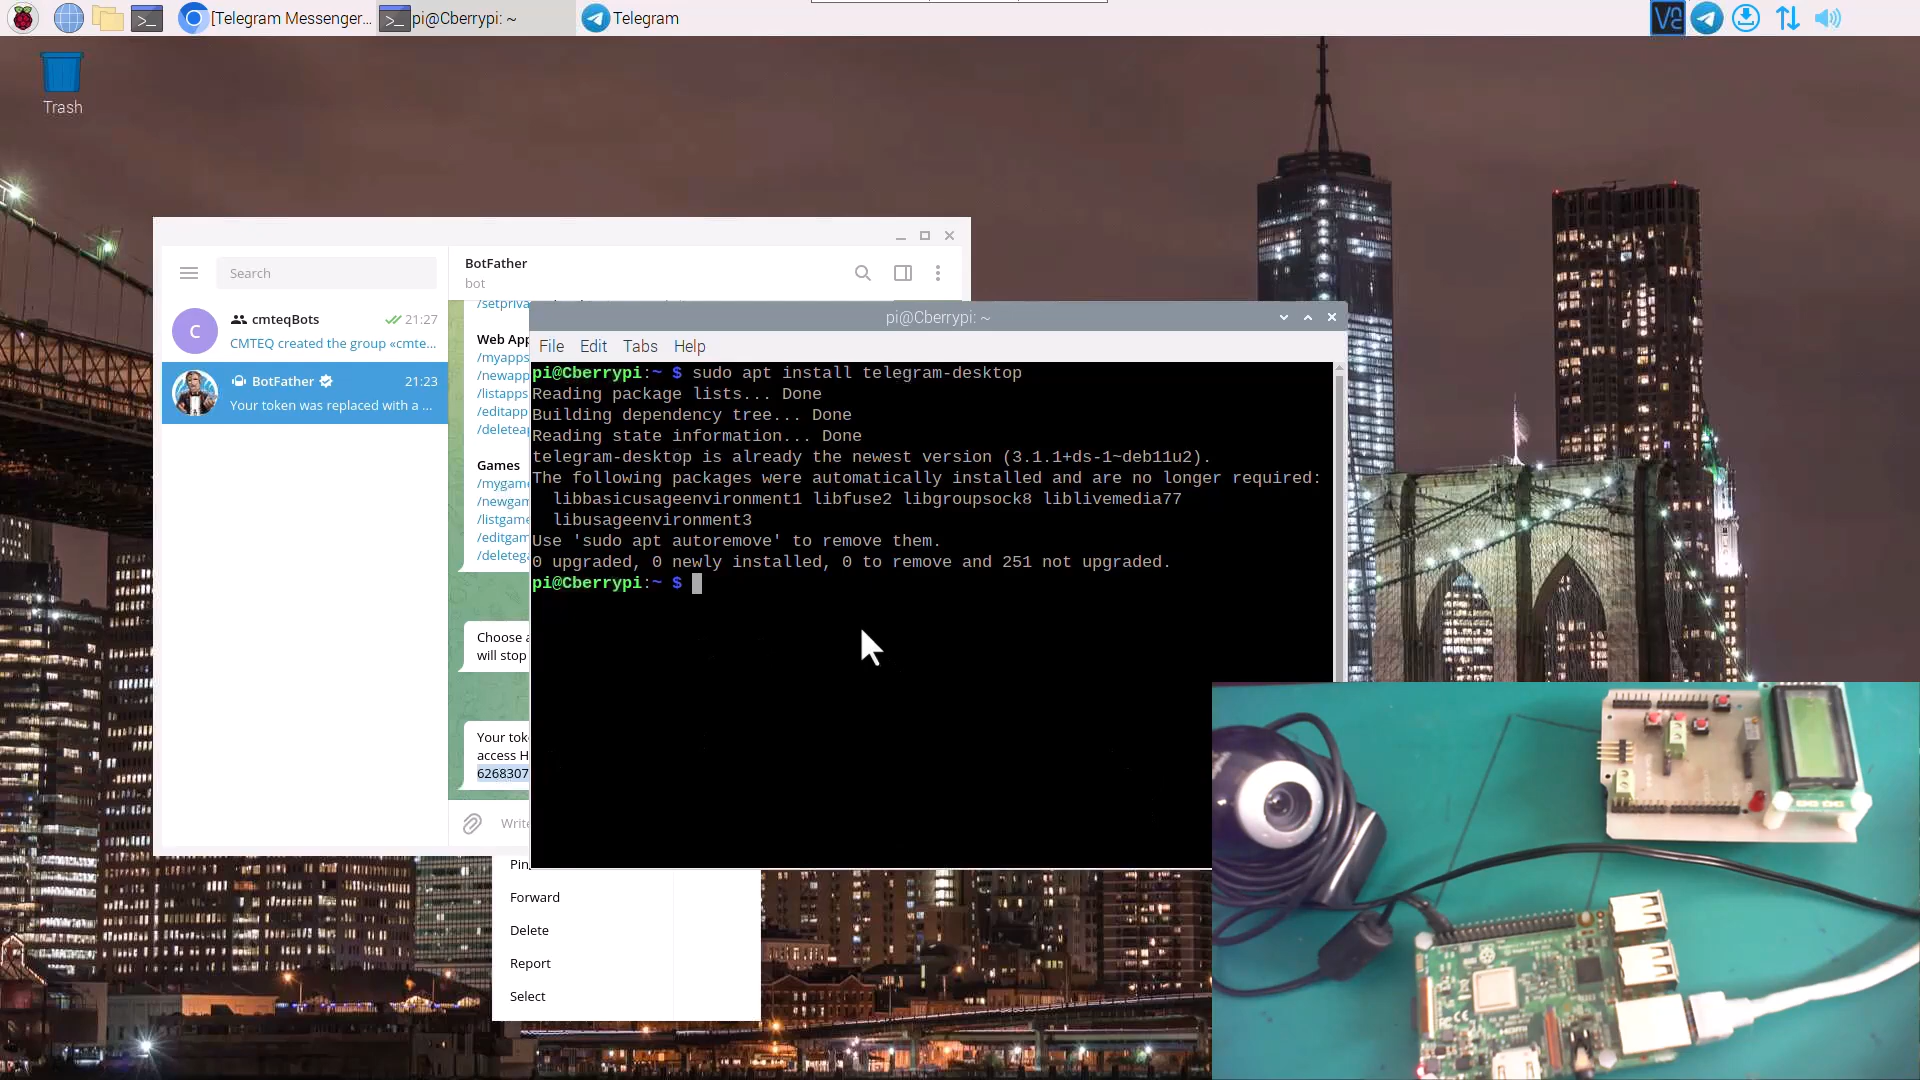 [Telegram Messenger...
pi@Cberrypi: ~
Telegram
Trash
Search
cmteqBots
21:27
CMTEQ created the group «cmte...
BotFather
21:23
Your token was replaced with a ...
BotFather
bot
/setpriva
Web App
/myapps
/newapp
/listapps
/editapp
/deletea
Games
/mygame
/newgam
/listgame
/editgam
/deletega
Choose a
will stop
Your tok
access H
6268307
Write
Pin
Forward
Delete
Report
Select
pi@Cberrypi: ~
File Edit Tabs Help
pi@Cberrypi:~ $ sudo apt install telegram-desktop
Reading package lists... Done
Building dependency tree... Done
Reading state information... Done
telegram-desktop is already the newest version (3.1.1+ds-1~deb11u2).
The following packages were automatically installed and are no longer required:
libbasicusageenvironment1 libfuse2 libgroupsock8 liblivemedia77
libusageenvironment3
Use 'sudo apt autoremove' to remove them.
0 upgraded, 0 newly installed, 0 to remove and 251 not upgraded.
pi@Cberrypi:~ $